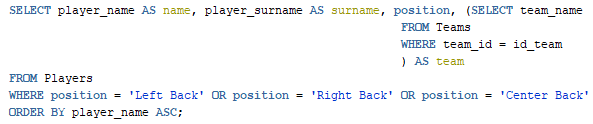 SELECT player_name AS name, player_surname AS surname, position, (SELECT team_name
FROM Teams
WHERE team_id = id_team
) AS team
FROM Players
WHERE position = 'Left Back' OR position = 'Right Back' OR position = 'Center Back'
ORDER BY player_name ASC;